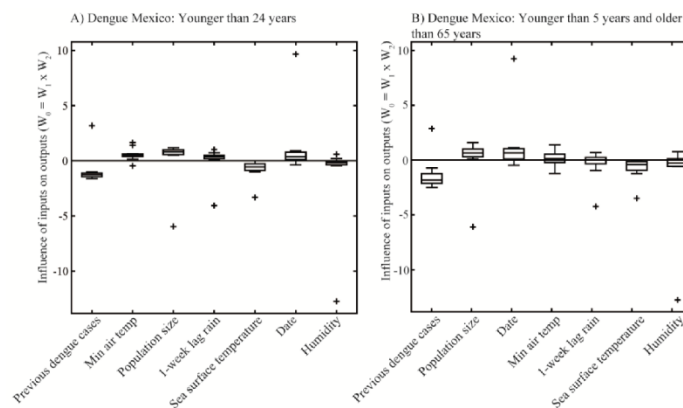 A) Dengue Mexico: Younger than 24 years
Influence of inputs on outputs (W0 = W1 x W2)
10
5
0
-5
-10
Previous dengue cases
Min air temp
Population size
1-week lag rain
Sea surface temperature
Date
Humidity
B) Dengue Mexico: Younger than 5 years and older
than 65 years
Influence of inputs on outputs (W0 = W1 x W2)
10
5
0
-5
-10
Previous dengue cases
Population size
Date
Min air temp
1-week lag rain
Sea surface temperature
Humidity